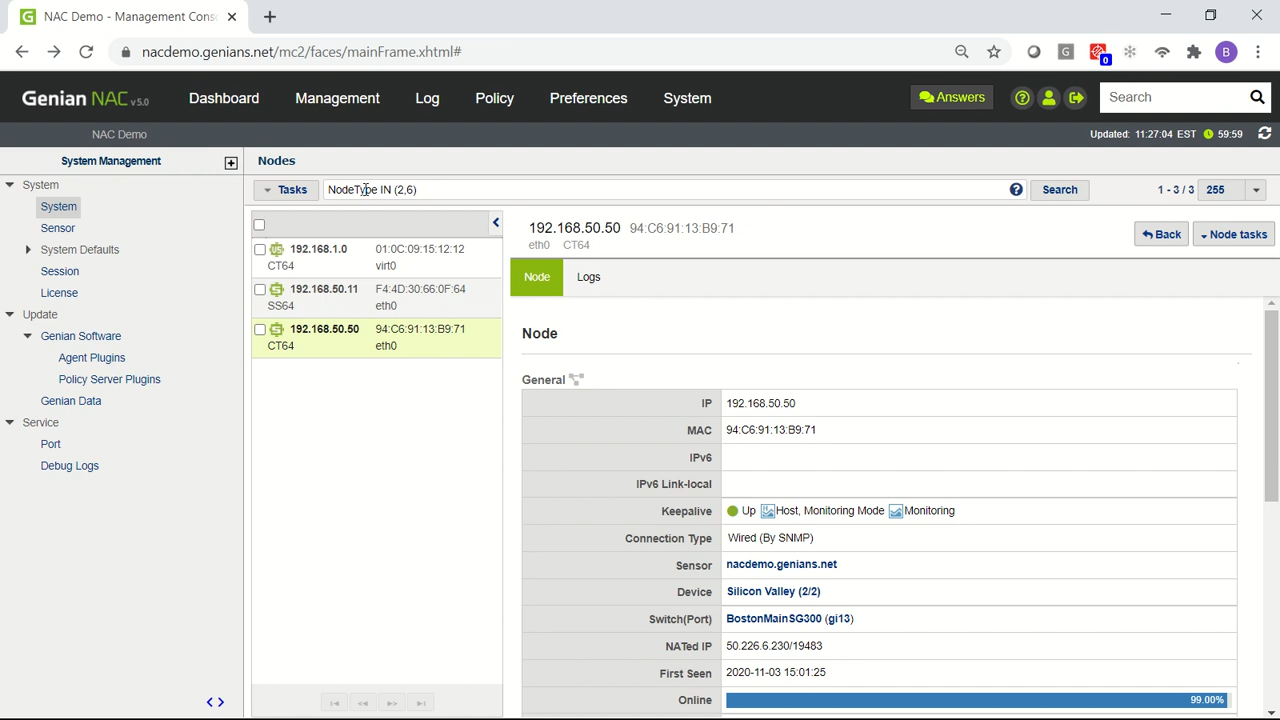 NAC Demo - Management Cons
nacdemo.genians.net/mc2/faces/mainFrame.xhtml#
G
0
B
Genian NAC v5.0
Dashboard
Management
Log
Policy
Preferences
System
Answers
Search
NAC Demo
Updated: 11:27:04 EST
59:59
System Management
Nodes
System
System
Sensor
System Defaults
Session
License
Update
Genian Software
Agent Plugins
Policy Server Plugins
Genian Data
Service
Port
Debug Logs
Tasks
NodeType IN (2,6)
Search
1 - 3 / 3
255
192.168.1.0 01:0C:09:15:12:12
CT64 virt0
192.168.50.11 F4:4D:30:66:0F:64
SS64 eth0
192.168.50.50 94:C6:91:13:B9:71
CT64 eth0
192.168.50.50 94:C6:91:13:B9:71
eth0 CT64
Back
Node tasks
Node
Logs
Node
General
IP 192.168.50.50
MAC 94:C6:91:13:B9:71
IPv6
IPv6 Link-local
Keepalive Up Host, Monitoring Mode Monitoring
Connection Type Wired (By SNMP)
Sensor nacdemo.genians.net
Device Silicon Valley (2/2)
Switch(Port) BostonMainSG300 (gi13)
NATed IP 50.226.6.230/19483
First Seen 2020-11-03 15:01:25
Online 99.00%